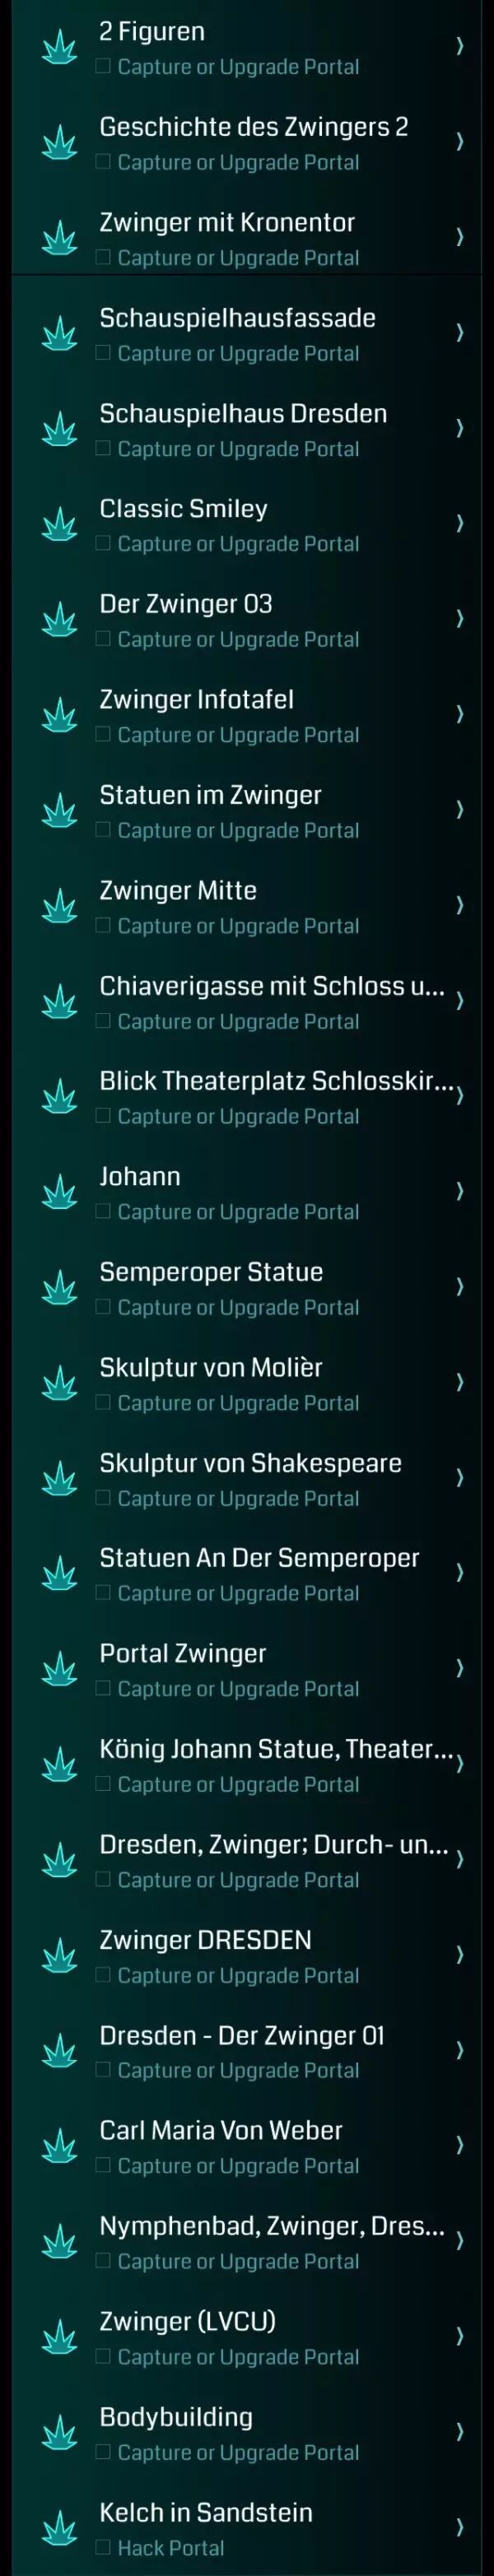 2 Figuren
Capture or Upgrade Portal
Geschichte des Zwingers 2
Capture or Upgrade Portal
Zwinger mit Kronentor
Capture or Upgrade Portal
Schauspielhausfassade
Capture or Upgrade Portal
Schauspielhaus Dresden
Capture or Upgrade Portal
Classic Smiley
Capture or Upgrade Portal
Der Zwinger 03
Capture or Upgrade Portal
Zwinger Infotafel
Capture or Upgrade Portal
Statuen im Zwinger
Capture or Upgrade Portal
Zwinger Mitte
Capture or Upgrade Portal
Chiaverigasse mit Schloss u...
Capture or Upgrade Portal
Blick Theaterplatz Schlosskir...
Capture or Upgrade Portal
Johann
Capture or Upgrade Portal
Semperoper Statue
Capture or Upgrade Portal
Skulptur von Molièr
Capture or Upgrade Portal
Skulptur von Shakespeare
Capture or Upgrade Portal
Statuen An Der Semperoper
Capture or Upgrade Portal
Portal Zwinger
Capture or Upgrade Portal
König Johann Statue, Theater...
Capture or Upgrade Portal
Dresden, Zwinger; Durch- un...
Capture or Upgrade Portal
Zwinger DRESDEN
Capture or Upgrade Portal
Dresden - Der Zwinger 01
Capture or Upgrade Portal
Carl Maria Von Weber
Capture or Upgrade Portal
Nymphenbad, Zwinger, Dres...
Capture or Upgrade Portal
Zwinger (LVCU)
Capture or Upgrade Portal
Bodybuilding
Capture or Upgrade Portal
Kelch in Sandstein
Hack Portal